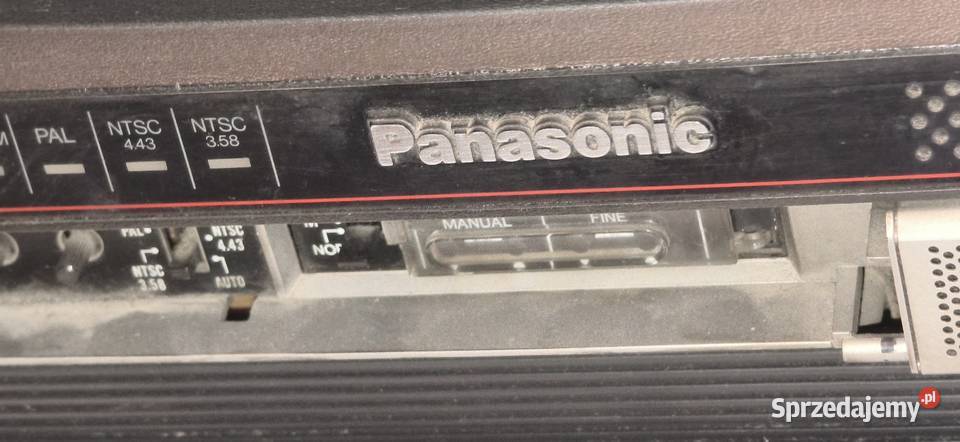 M
PAL
NTSC
4.43
NTSC
3.58
Panasonic
PAL
NTSC
4.43
NTSC
3.58
AUTO
M
NOR
MANUAL
FINE
Sprzedajemy.pl